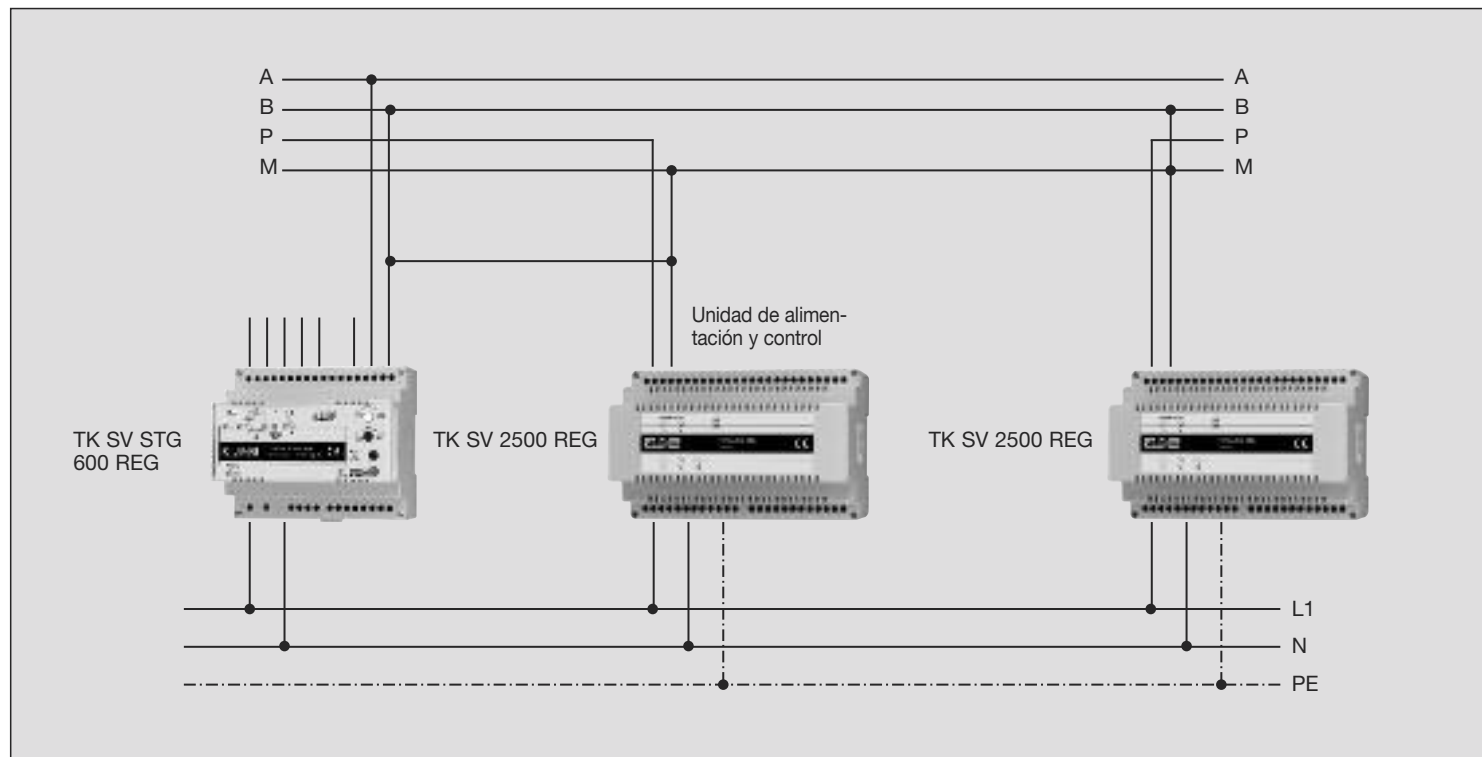 A A
B B
P P
M M
Unidad de alimen-
tación y control
TK SV STG
600 REG
TK SV 2500 REG
TK SV 2500 REG
L1
N
PE